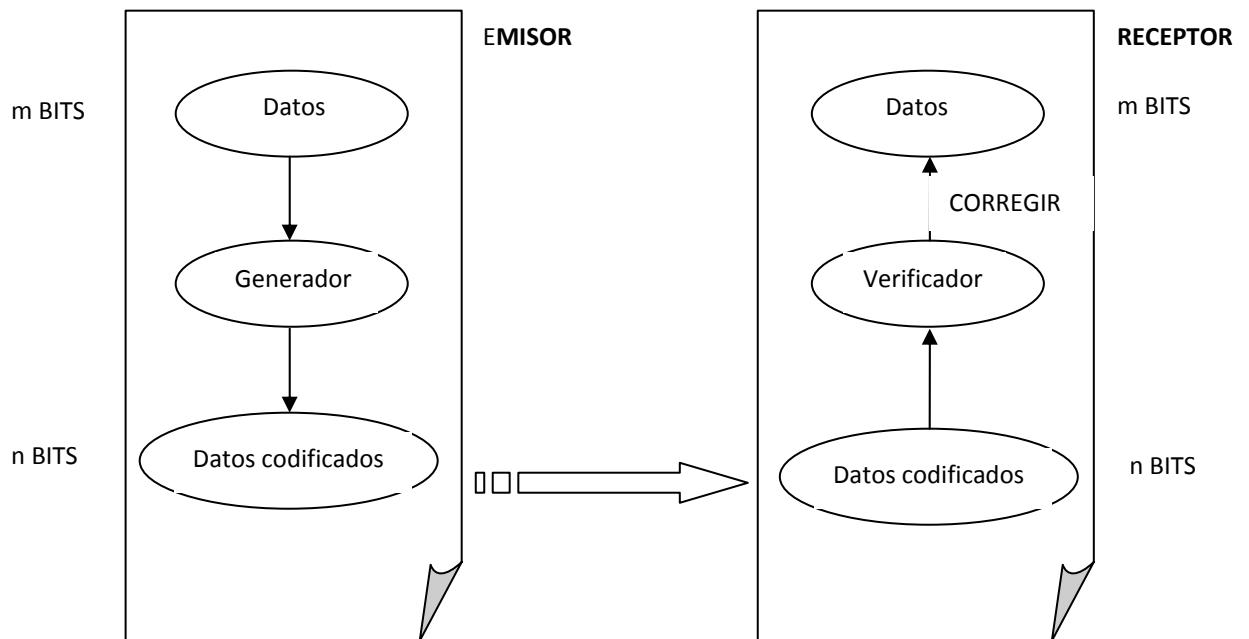 EMISOR
m BITS
Datos
Generador
n BITS
Datos codificados
RECEPTOR
Datos
m BITS
CORREGIR
Verificador
Datos codificados
n BITS